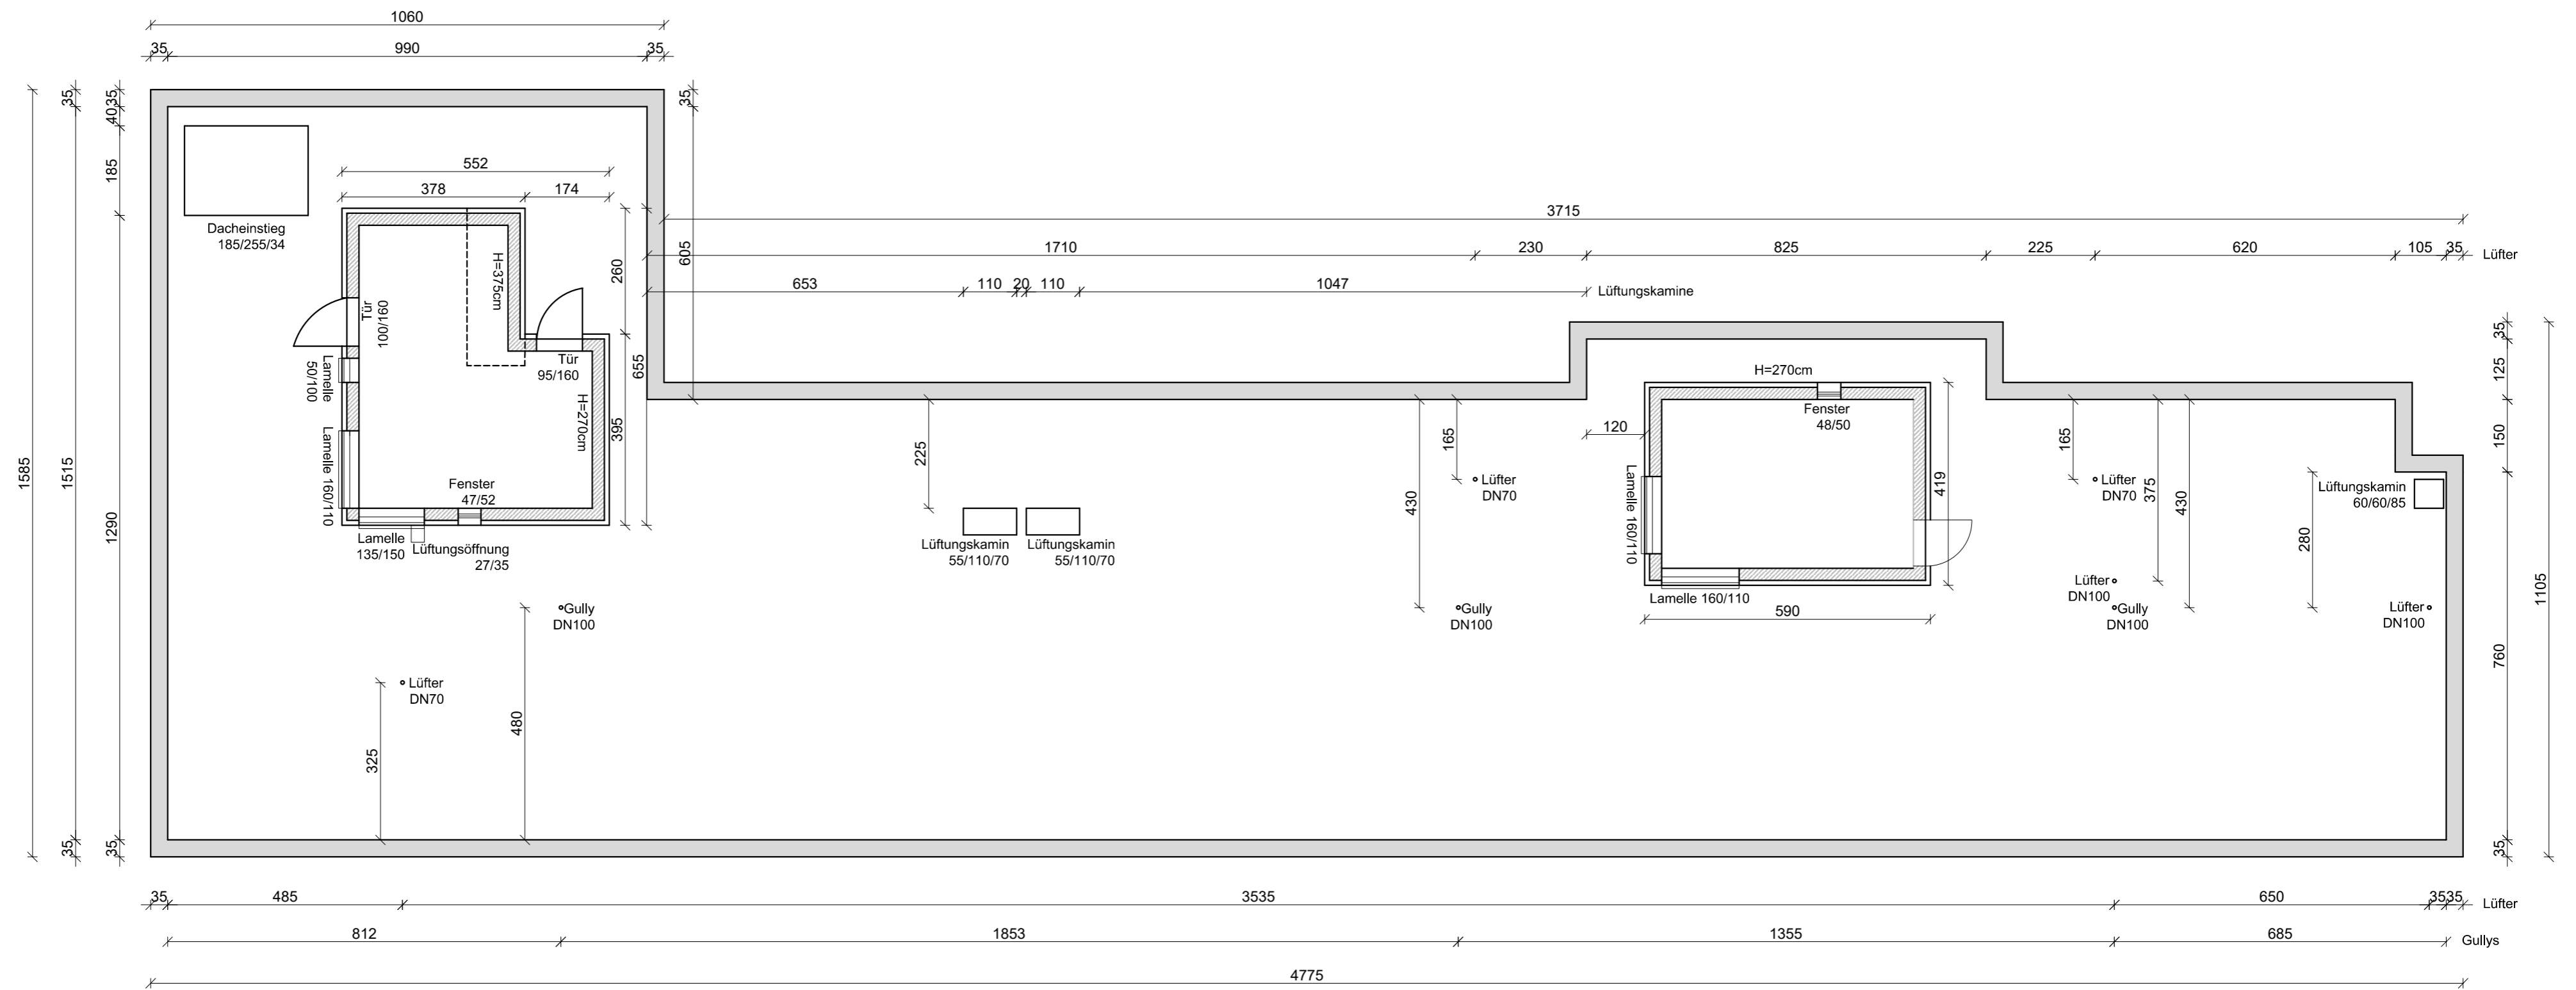 1060
35
990
35
35
35
40
35
35
185
552
378
174
3715
Dacheinstieg
185/255/34
H=375cm
260
605
1710
230
825
225
620
105
35
Lüfter
653
110
20
110
1047
Lüftungskamine
Tür
100/160
35
Lamelle
50/100
Tür
95/160
655
H=270cm
125
H=270cm
Fenster
48/50
395
225
165
120
165
150
1585
1515
1290
Lamelle 160/110
Fenster
47/52
430
Lüfter
DN70
Lamelle 160/110
419
Lüfter
DN70
375
430
Lüftungskamin
60/60/85
Lamelle
135/150
Lüftungsöffnung
27/35
Lüftungskamin
55/110/70
Lüftungskamin
55/110/70
280
1105
Lüfter
DN100
Lamelle 160/110
590
Gully
DN100
Gully
DN100
Gully
DN100
Lüfter
DN100
760
Lüfter
DN70
325
480
35
35
35
35
485
3535
650
35
35
Lüfter
812
1853
1355
685
Gullys
4775